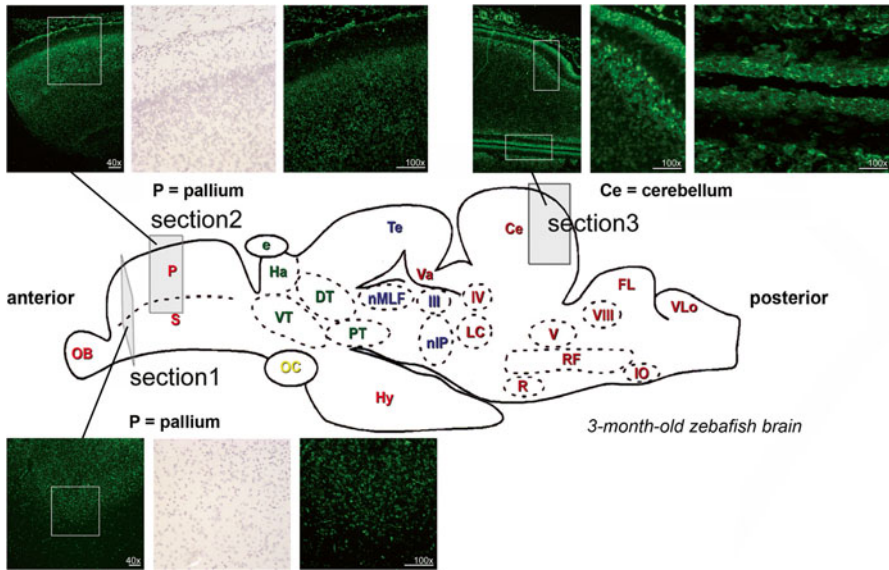 40x
100x
100x
100x
P = pallium
Ce = cerebellum
section2
section3
e
Te
Ce
P
Ha
Va
anterior
DT
nMLF
III
IV
FL
posterior
S
VT
VIII
VLo
OB
PT
nIP
LC
V
RF
OC
IO
section1
R
Hy
P = pallium
3-month-old zebafish brain
40x
100x